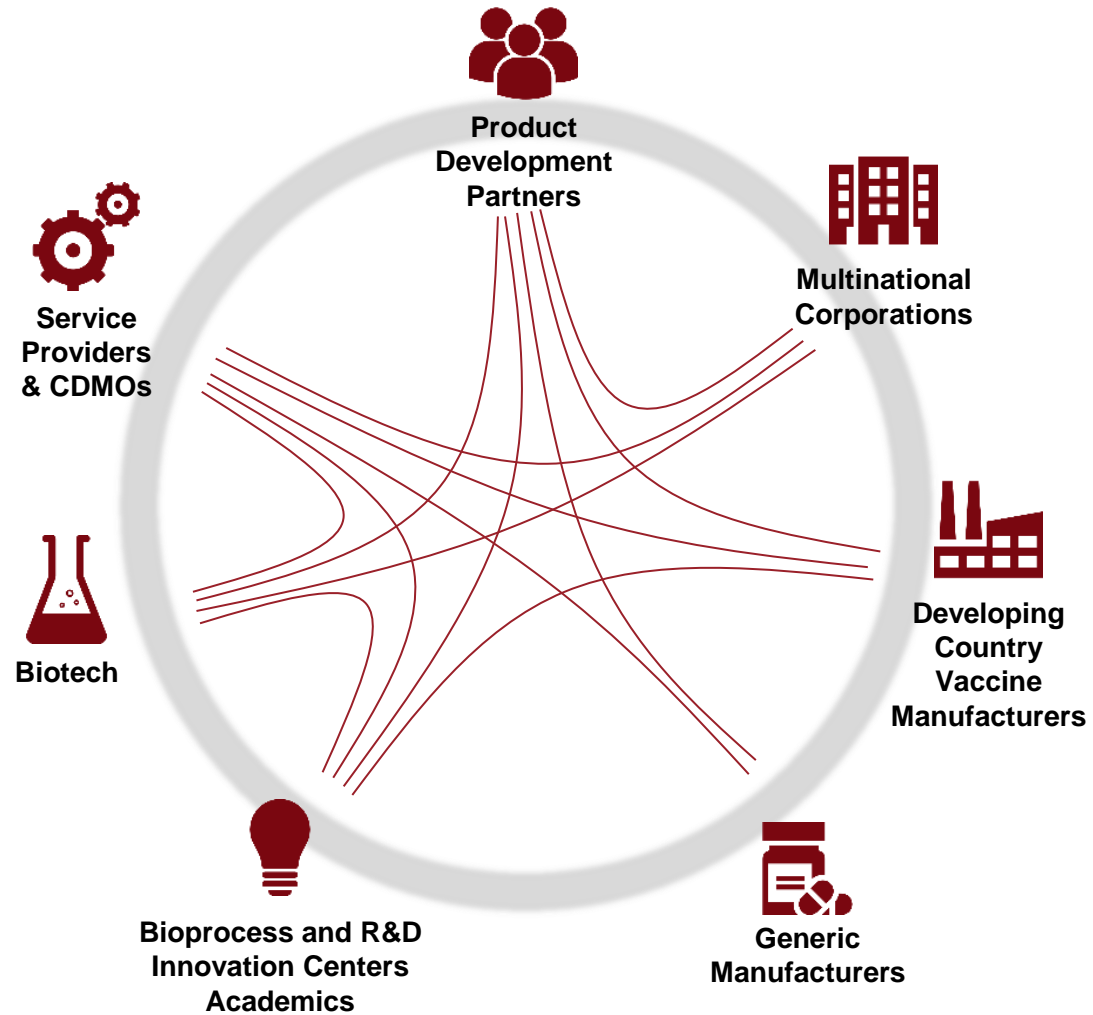 Product
Development
Partners
Multinational
Corporations
Service
Providers
& CDMOs
Developing
Country
Vaccine
Manufacturers
Biotech
Bioprocess and R&D
Innovation Centers
Academics
Generic
Manufacturers